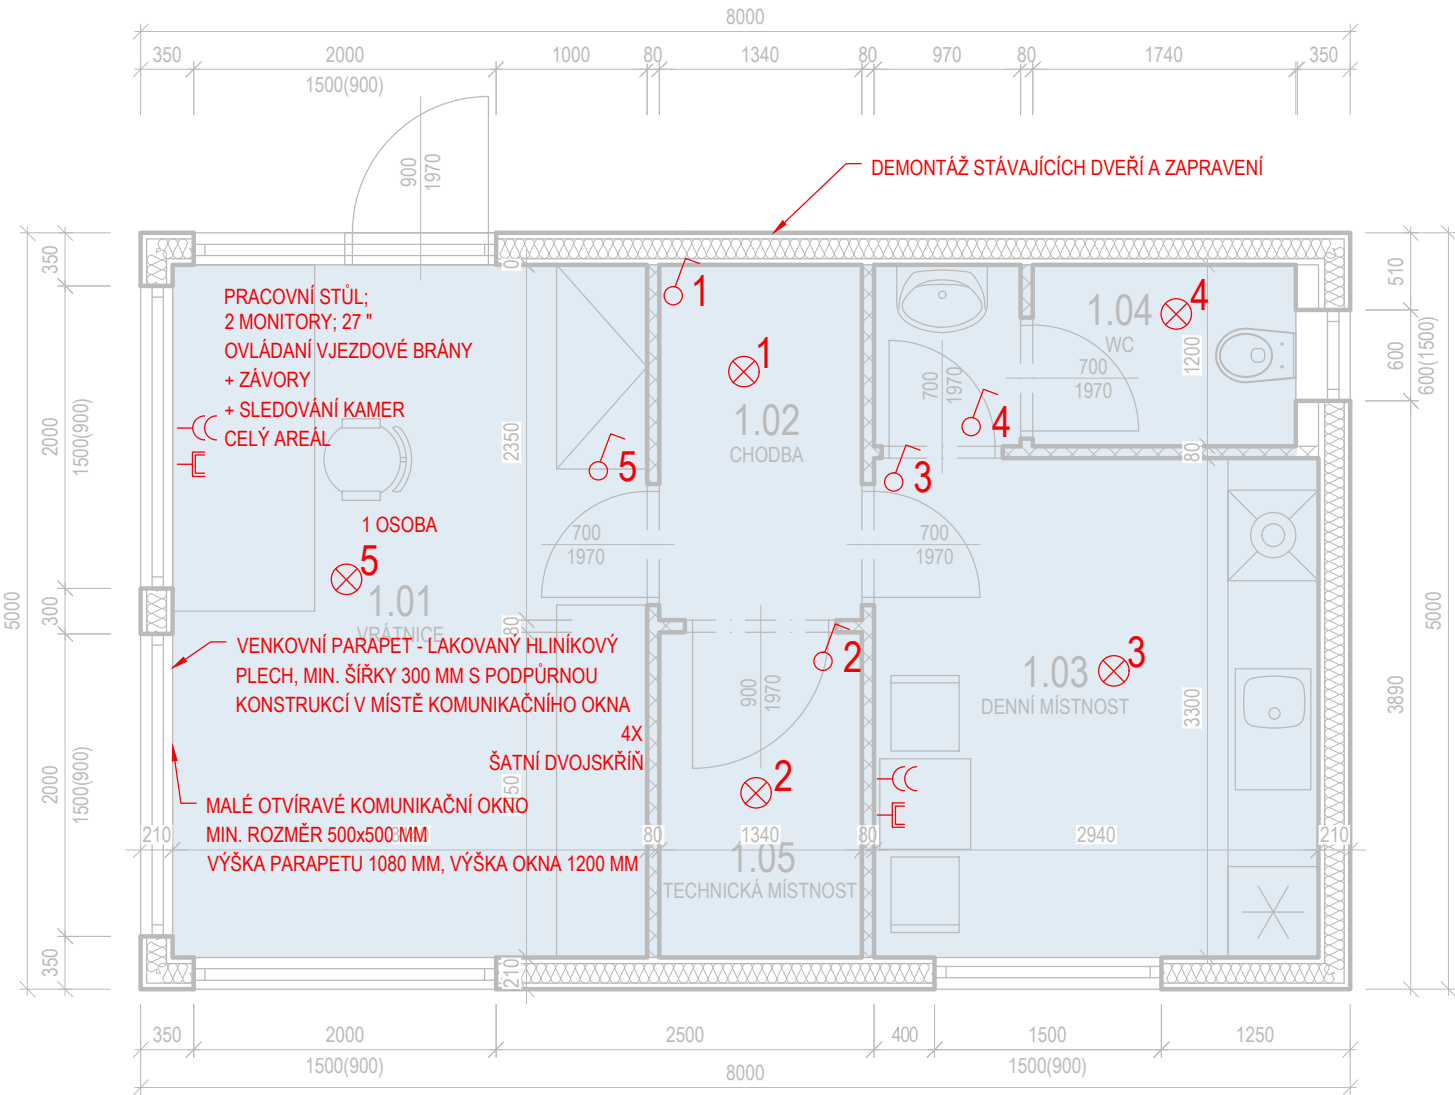 8000
350 2000 1000 80 1340 80 970 80 1740 350
1500(900)
900
1970
DEMONTÁŽ STÁVAJÍCÍCH DVEŘÍ A ZAPRAVENÍ
350
2000
1500(900)
300
2000
1500(900)
350
5000
510
600
600(1500)
3890
5000
PRACOVNÍ STŮL;
2 MONITORY; 27 "
OVLÁDANÍ VJEZDOVÉ BRÁNY
+ ZÁVORY
+ SLEDOVÁNÍ KAMER
CELÝ AREÁL
1 OSOBA
5
1.01
VRÁTNICE
5
2350
80
210
1
1
1.02
CHODBA
700
1970
700
1970
700
1970
700
1970
4
1.04
WC
1200
80
4
3
VENKOVNÍ PARAPET - LAKOVANÝ HLINÍKOVÝ
PLECH, MIN. ŠÍŘKY 300 MM S PODPŮRNOU
KONSTRUKCÍ V MÍSTĚ KOMUNIKAČNÍHO OKNA
4X
ŠATNÍ DVOJSKŘÍŇ
MALÉ OTVÍRAVÉ KOMUNIKAČNÍ OKNO
MIN. ROZMĚR 500x500 MM
VÝŠKA PARAPETU 1080 MM, VÝŠKA OKNA 1200 MM
2
900
1970
2
1.05
TECHNICKÁ MÍSTNOST
3
1.03
DENNÍ MÍSTNOST
3300
210 80 1340 80 2940 210
350 2000 2500 400 1500 1250
1500(900) 1500(900)
8000